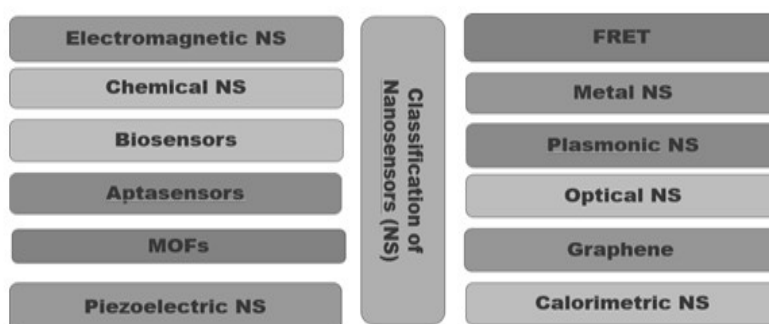 Electromagnetic NS
Chemical NS
Biosensors
Aptasensors
MOFs
Piezoelectric NS
Classification of
Nanosensors (NS)
FRET
Metal NS
Plasmonic NS
Optical NS
Graphene
Calorimetric NS